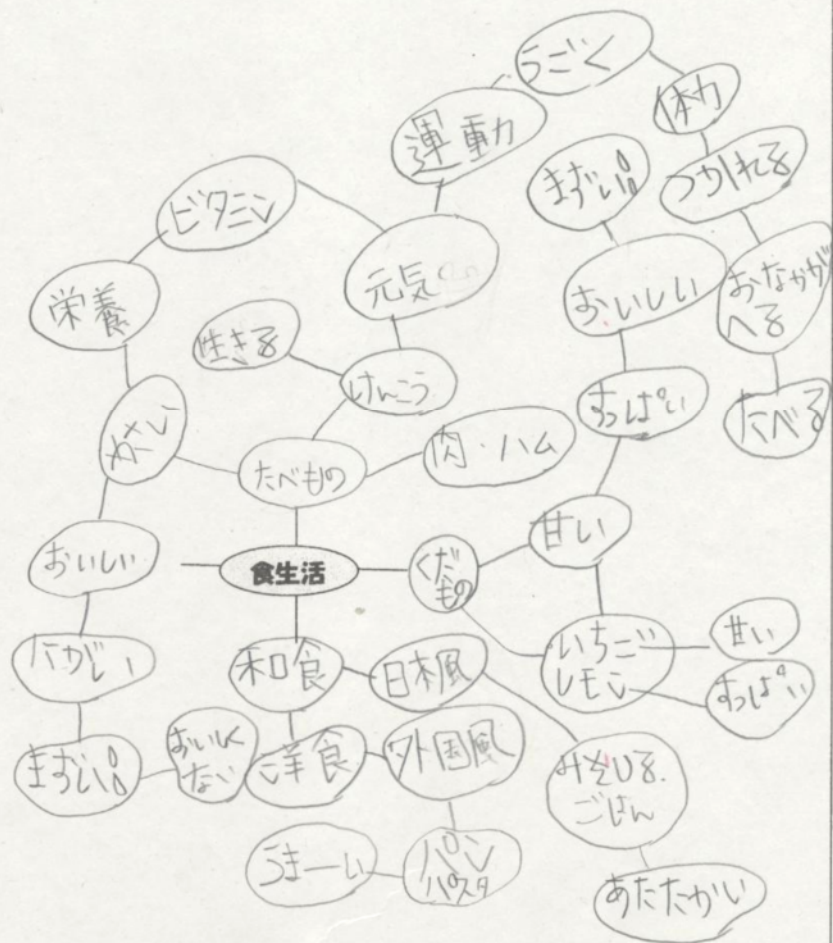 うごく
体力
運動
まずい!!
つかれる
ビタミン
元気
おいしい
おなかが
へる
栄養
生きる
けんこう
すっぱい
たべる
やさい
たべもの
肉・ハム
甘い
おいしい
食生活
くだ
もの
いちご
レモン
甘い
すっぱい
にがい
和食
日本風
まずい!!
おいしく
ない
洋食
外国風
みそしる.
ごはん
うまーい
パン
パスタ
あたたかい